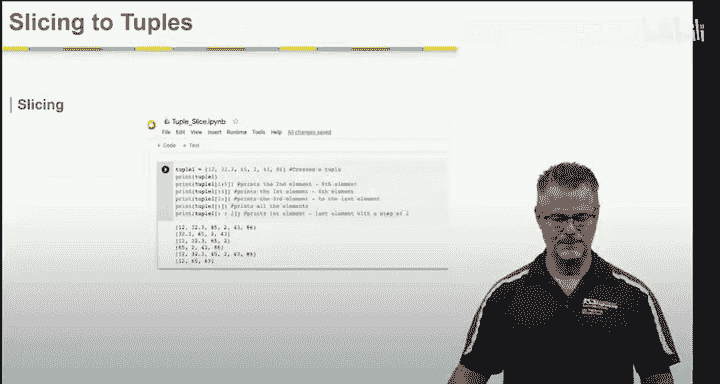 Slicing to Tuples
Slicing
Tuple_Slice.ipynb
File Edit View Insert Runtime Tools Help All changes saved
+ Code + Text
tuple1 = (12, 32.3, 65, 2, 43, 86) #Creates a tuple
print(tuple1)
print(tuple1[1:5]) #prints the 2nd element - 5th element
print(tuple1[:4]) #prints the 1st element - 4th element
print(tuple1[2:]) #prints the 3rd element - to the last element
print(tuple1[:]) #prints all the elements
print(tuple1[: : 2]) #prints 1st element - last element with a step of 2
(12, 32.3, 65, 2, 43, 86)
(32.3, 65, 2, 43)
(12, 32.3, 65, 2)
(65, 2, 43, 86)
(12, 32.3, 65, 2, 43, 86)
(12, 65, 43)